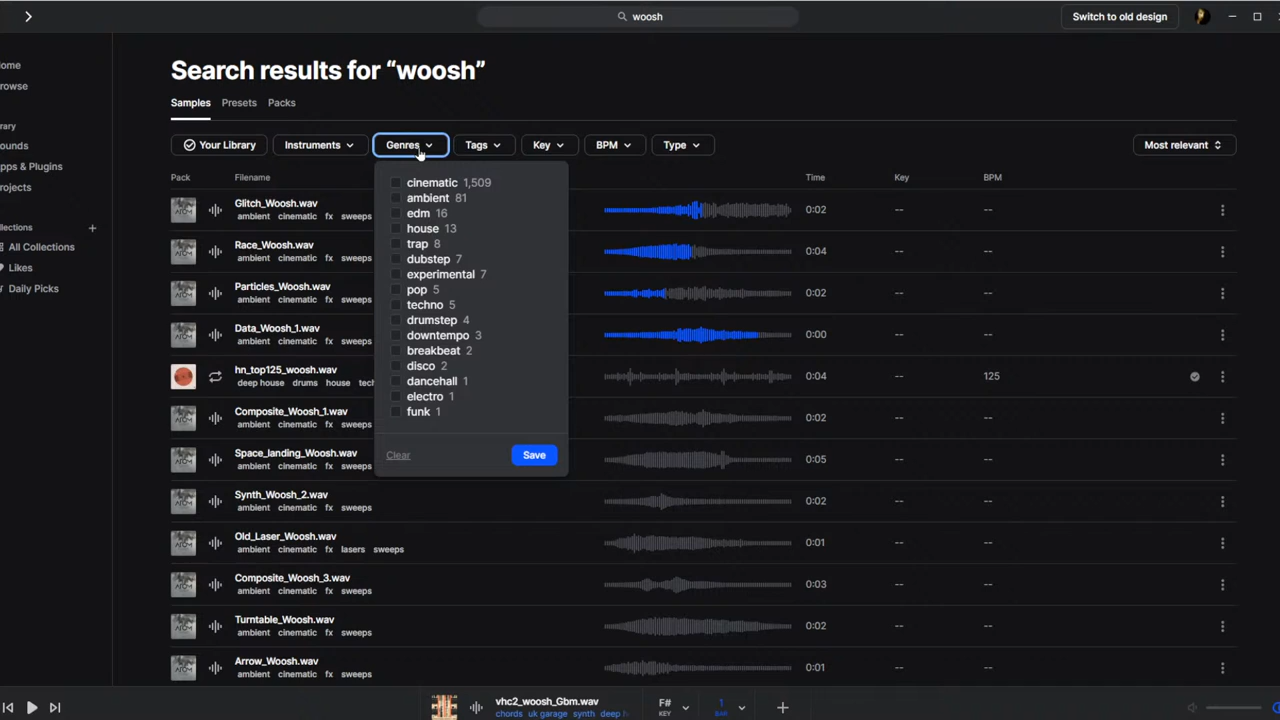 woosh
Switch to old design
ome
rowse
rary
ounds
pps & Plugins
ojects
llections
All Collections
Likes
Daily Picks
Search results for “woosh”
Samples Presets Packs
Your Library Instruments Genres Tags Key BPM Type Most relevant
Pack Filename Time Key BPM
cinematic 1,509
ambient 81
edm 16
house 13
trap 8
dubstep 7
experimental 7
pop 5
techno 5
drumstep 4
downtempo 3
breakbeat 2
disco 2
dancehall 1
electro 1
funk 1
Clear Save
Glitch_Woosh.wav 0:02 -- --
ambient cinematic fx sweeps
Race_Woosh.wav 0:04 -- --
ambient cinematic fx sweeps
Particles_Woosh.wav 0:02 -- --
ambient cinematic fx sweeps
Data_Woosh_1.wav 0:00 -- --
ambient cinematic fx sweeps
hn_top125_woosh.wav 0:04 -- 125
deep house drums house tec
Composite_Woosh_1.wav 0:02 -- --
ambient cinematic fx sweeps
Space_landing_Woosh.wav 0:05 -- --
ambient cinematic fx sweeps
Synth_Woosh_2.wav 0:02 -- --
ambient cinematic fx sweeps
Old_Laser_Woosh.wav 0:01 -- --
ambient cinematic fx lasers sweeps
Composite_Woosh_3.wav 0:03 -- --
ambient cinematic fx sweeps
Turntable_Woosh.wav 0:02 -- --
ambient cinematic fx sweeps
Arrow_Woosh.wav 0:01 -- --
ambient cinematic fx sweeps
vhc2_woosh_Gbm.wav
chords uk garage synth deep
F#
KEY
1